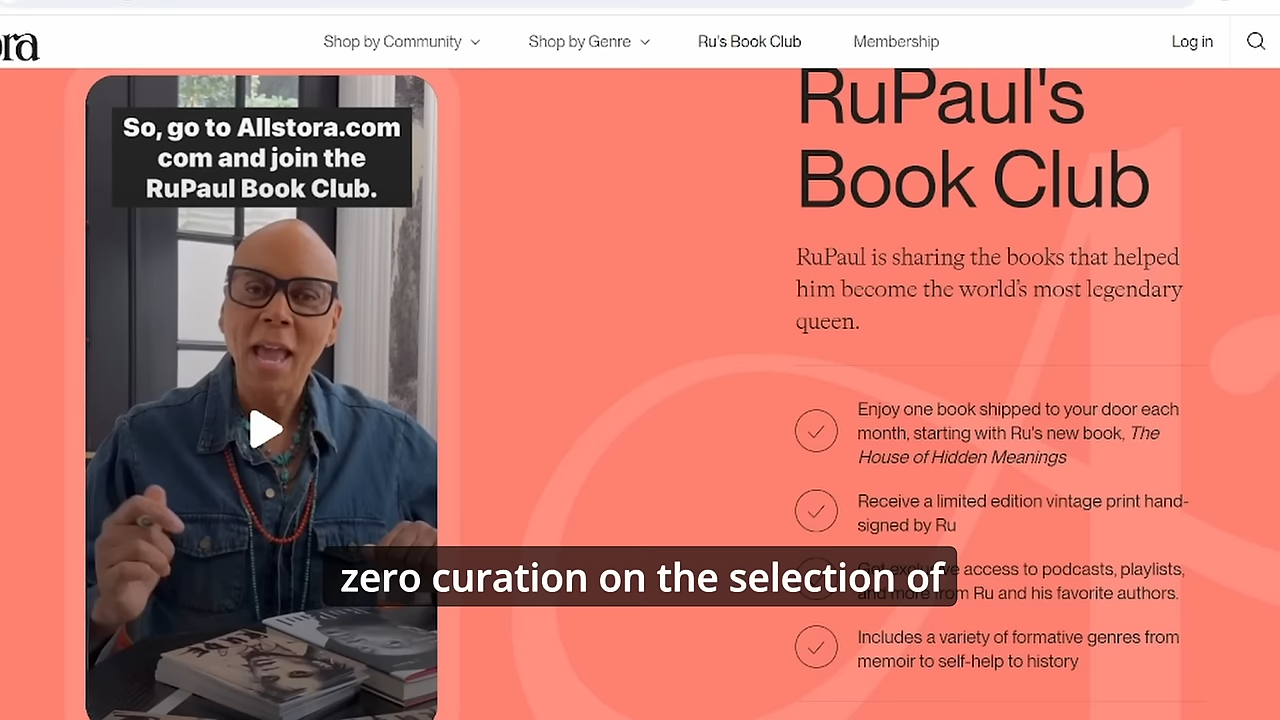 ora
Shop by Community
Shop by Genre
Ru's Book Club
Membership
Log in
So, go to Allstora.com
com and join the
RuPaul Book Club.
RuPaul's
Book Club
RuPaul is sharing the books that helped
him become the world's most legendary
queen.
Enjoy one book shipped to your door each
month, starting with Ru's new book, The
House of Hidden Meanings
Receive a limited edition vintage print hand-
signed by Ru
Get exclusive access to podcasts, playlists,
and more from Ru and his favorite authors.
Includes a variety of formative genres from
memoir to self-help to history
zero curation on the selection of